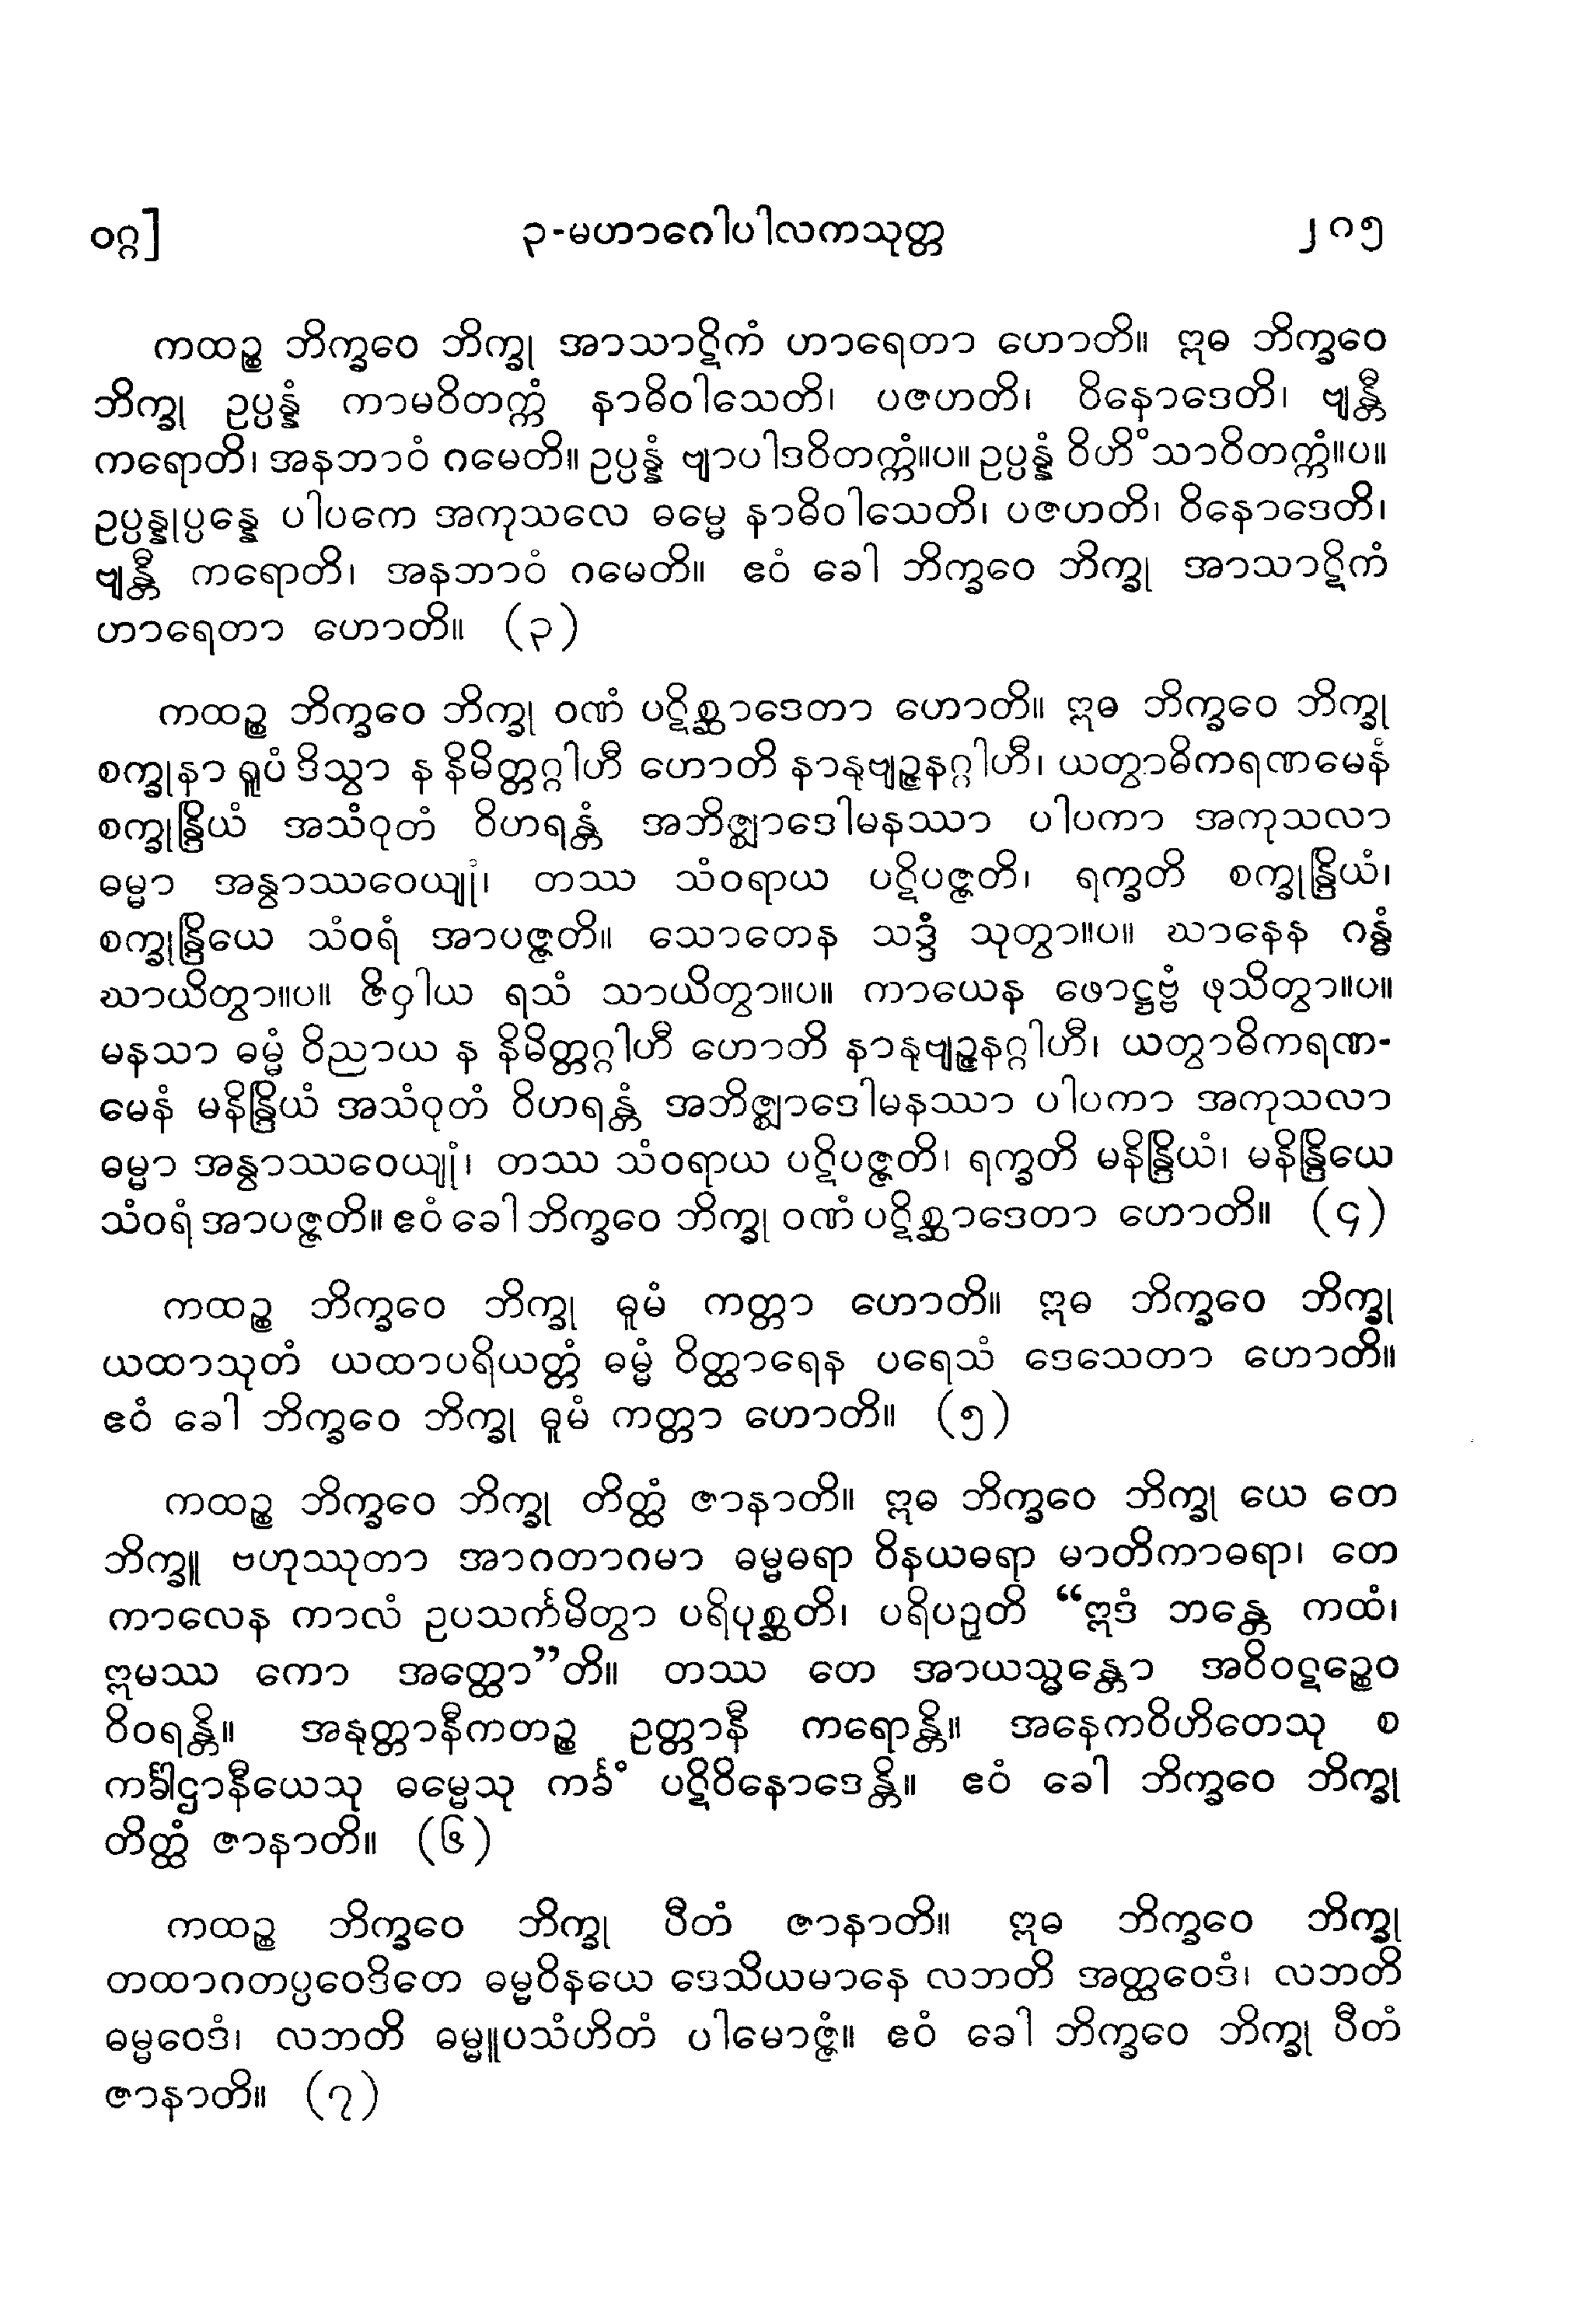 ဝဂ္ဂ] ၃-မဟာဂေါပါလကသုတ္တ ၂၈၅
ကထဉ္စ ဘိက္ခဝေ ဘိက္ခု အာသာဋိကံ ဟာရေတာ ဟောတိ။ ဣဓ ဘိက္ခဝေ
ဘိက္ခု ဥပ္ပန္နံ ကာမဝိတက္ကံ နာဓိဝါသေတိ၊ ပဇဟတိ၊ ဝိနောဒေတိ၊ ဗျန္တီ
ကရောတိ၊ အနဘာဝံ ဂမေတိ။ ဥပ္ပန္နံ ဗျာပါဒဝိတက္ကံ။ပ။ ဥပ္ပန္နံ ဝိဟိံသာဝိတက္ကံ။ပ။
ဥပ္ပန္နုပ္ပန္နေ ပါပကေ အကုသလေ ဓမ္မေ နာဓိဝါသေတိ၊ ပဇဟတိ၊ ဝိနောဒေတိ၊
ဗျန္တီ ကရောတိ၊ အနဘာဝံ ဂမေတိ။ ဧဝံ ခေါ ဘိက္ခဝေ ဘိက္ခု အာသာဋိကံ
ဟာရေတာ ဟောတိ။ (၃)
ကထဉ္စ ဘိက္ခဝေ ဘိက္ခု ဝဏံ ပဋိစ္ဆာဒေတာ ဟောတိ။ ဣဓ ဘိက္ခဝေ ဘိက္ခု
စက္ခုနာ ရူပံ ဒိသွာ န နိမိတ္တဂ္ဂါဟီ ဟောတိ နာနုဗျဉ္ဇနဂ္ဂါဟီ၊ ယတွာဓိကရဏမေနံ
စက္ခုန္ဒြိယံ အသံဝုတံ ဝိဟရန္တံ အဘိဇ္ဈာဒေါမနဿာ ပါပကာ အကုသလာ
ဓမ္မာ အန္วာဿဝေယျုံ၊ တဿ သံဝရာယ ပဋိပဇ္ဇတိ၊ ရက္ခတိ စက္ခုန္ဒြိယံ၊
စက္ခုန္ဒြိယေ သံဝရံ အာပဇ္ဇတိ။ သောတေန သဒ္ဒံ သုတွာ။ပ။ ဃာနေန ဂန္ဓံ
ဃာယိတွာ။ပ။ ဇိဝှါယ ရသံ သာယိတွာ။ပ။ ကာယေန ဖောဋ္ဌဗ္ဗံ ဖုသိတွာ။ပ။
မနသာ ဓမ္မံ ဝိညာယ န နိမိတ္တဂ္ဂါဟီ ဟောတိ နာနုဗျဉ္ဇနဂ္ဂါဟီ၊ ယတွာဓိကရဏ-
မေနံ မနိန္ဒြိယံ အသံဝုတံ ဝိဟရန္တံ အဘိဇ္ဈာဒေါမနဿာ ပါပကာ အကုသလာ
ဓမ္မာ အန္វာဿဝေယျုံ၊ တဿ သံဝရာယ ပဋိပဇ္ဇတိ၊ ရက္ခတိ မနိန္ဒြိယံ၊ မနိန္ဒြိယေ
သံဝရံ အာပဇ္ဇတိ။ ဧဝံ ခေါ ဘိက္ခဝေ ဘိက္ခု ဝဏံ ပဋိစ္ဆာဒေတာ ဟောတိ။ (၄)
ကထဉ္စ ဘိက္ခဝေ ဘိက္ခု ဓူမံ ကတ္တာ ဟောတိ။ ဣဓ ဘိက္ခဝေ ဘိက္ခု
ယထာသုတံ ယထာပရိယတ္တံ ဓမ္မံ ဝိတ္ထာရေန ပရေသံ ဒေသေတာ ဟောတိ။
ဧဝံ ခေါ ဘိက္ခဝေ ဘိက္ခု ဓူမံ ကတ္တာ ဟောတိ။ (၅)
ကထဉ္စ ဘိက္ခဝေ ဘိက္ခု တိတ္ထံ ဇာနာတိ။ ဣဓ ဘိက္ခဝေ ဘိက္ခု ယေ တေ
ဘိက္ခူ ဗဟုဿုတာ အာဂတာဂမာ ဓမ္မဓရာ ဝိနယဓရာ မာတိကာဓရာ၊ တေ
ကာလေန ကာလံ ဥပသင်္ကမိတွာ ပရိပုစ္ဆတိ၊ ပရိပဉှတိ “ဣဒံ ဘန္တေ ကထံ၊
ဣမဿ ကော အတ္ထော”တိ။ တဿ တေ အာယသ္မန္တော အဝိဝဋဉ္စေဝ
ဝိဝရန္တိ။ အနုတ္တာနီကတဉ္စ ဥတ္တာနီ ကရောန္တိ။ အနေကဝိဟိတေသု စ
ကင်္ခါဌာနီယေသု ဓမ္မေသု ကင်္ခံ ပဋိဝိနောဒေန္တိ။ ဧဝံ ခေါ ဘိက္ခဝေ ဘိက္ခု
တိတ္ထံ ဇာနာတိ။ (၆)
ကထဉ္စ ဘိက္ခဝေ ဘိက္ခု ပီတံ ဇာနာတိ။ ဣဓ ဘိက္ခဝေ ဘိက္ခု
တထာဂတပ္ပဝေဒိတေ ဓမ္မဝိနယေ ဒေသိယမာနေ လဘတိ အတ္ထဝေဒံ၊ လဘတိ
ဓမ္မဝေဒံ၊ လဘတိ ဓမ္မူပသံဟိတံ ပါမောဇ္ဇံ။ ဧဝံ ခေါ ဘိက္ခဝေ ဘိက္ခု ပီတံ
ဇာနာတိ။ (၇)